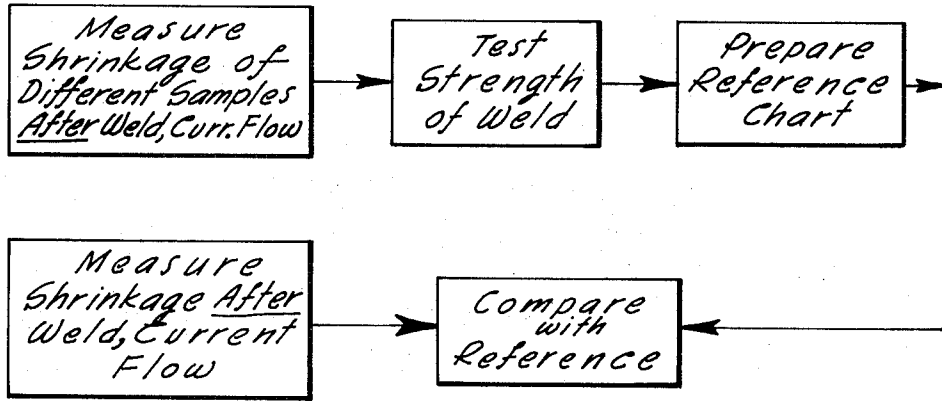 Measure
Shrinkage of
Different Samples
After Weld, Curr. Flow
Test
Strength
of Weld
Prepare
Reference
Chart
Measure
Shrinkage After
Weld, Current
Flow
Compare
with
Reference